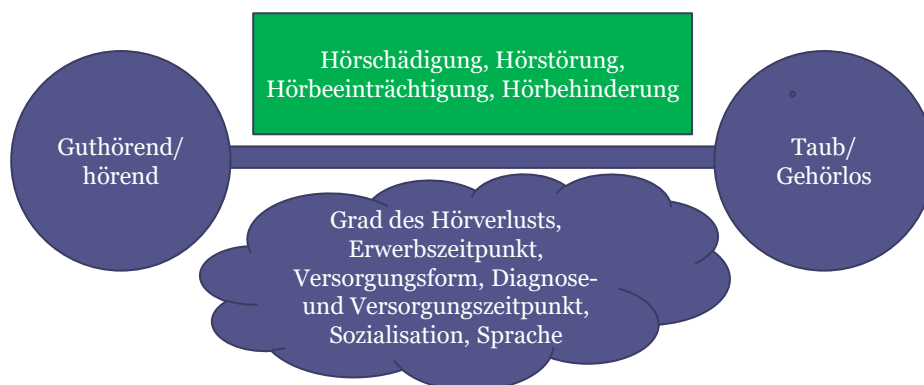 Hörschädigung, Hörstörung,
Hörbeeinträchtigung, Hörbehinderung
Guthörend/
hörend
Taub/
Gehörlos
Grad des Hörverlusts,
Erwerbszeitpunkt,
Versorgungsform, Diagnose-
und Versorgungszeitpunkt,
Sozialisation, Sprache